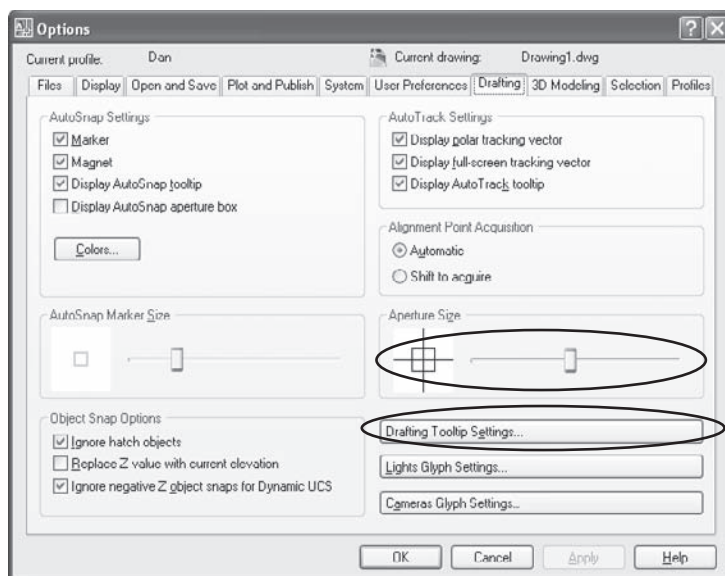 Options
Current profile: Dan Current drawing: Drawing1.dwg
Files Display Open and Save Plot and Publish System User Preferences Drafting 3D Modeling Selection Profiles
AutoSnap Settings
Marker
Magnet
Display AutoSnap tooltip
Display AutoSnap aperture box
Colors...
AutoTrack Settings
Display polar tracking vector
Display full-screen tracking vector
Display AutoTrack tooltip
Alignment Point Acquisition
Automatic
Shift to acquire
AutoSnap Marker Size
Aperture Size
Object Snap Options
Ignore hatch objects
Replace Z value with current elevation
Ignore negative Z object snaps for Dynamic UCS
Drafting Tooltip Settings...
Lights Glyph Settings...
Cameras Glyph Settings...
OK Cancel Apply Help